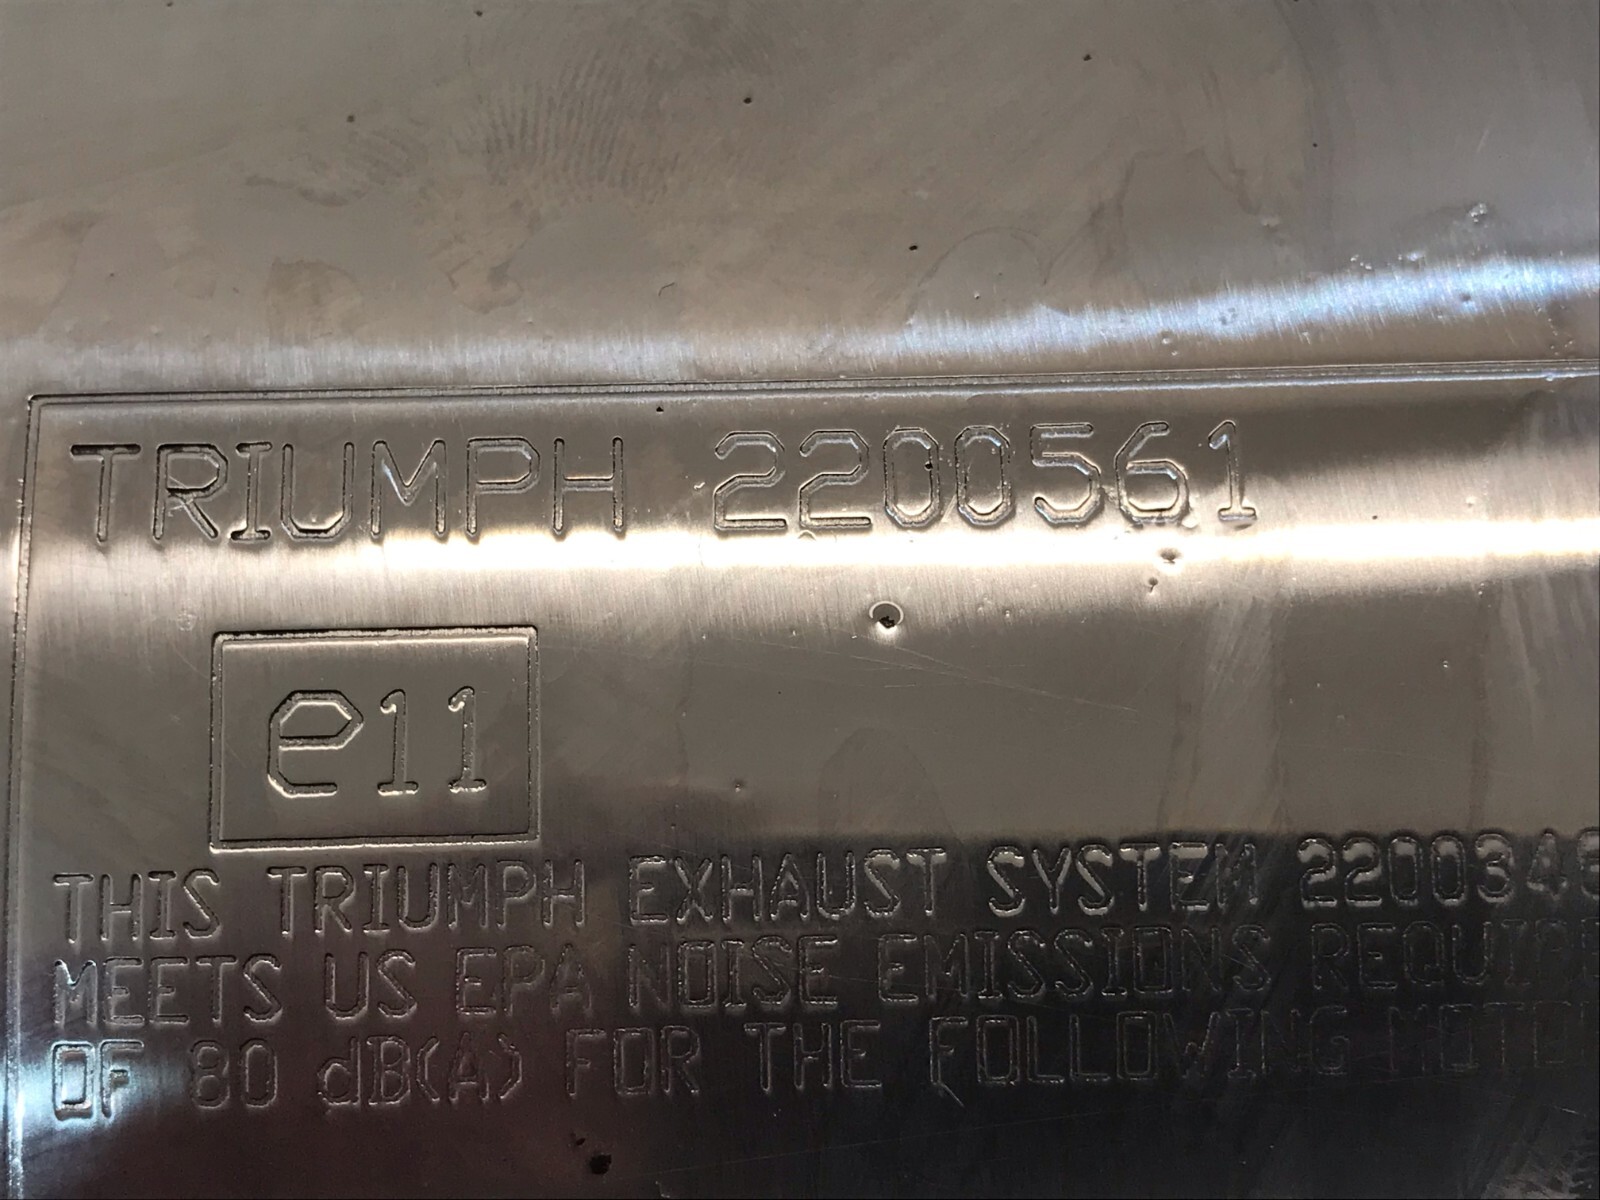 TRIUMPH 2200561
e11
THIS TRIUMPH EXHAUST SYSTEM
MEETS US EPA NOISE EMISSIONS
OF 80 dB(A) FOR THE FOLLOWING